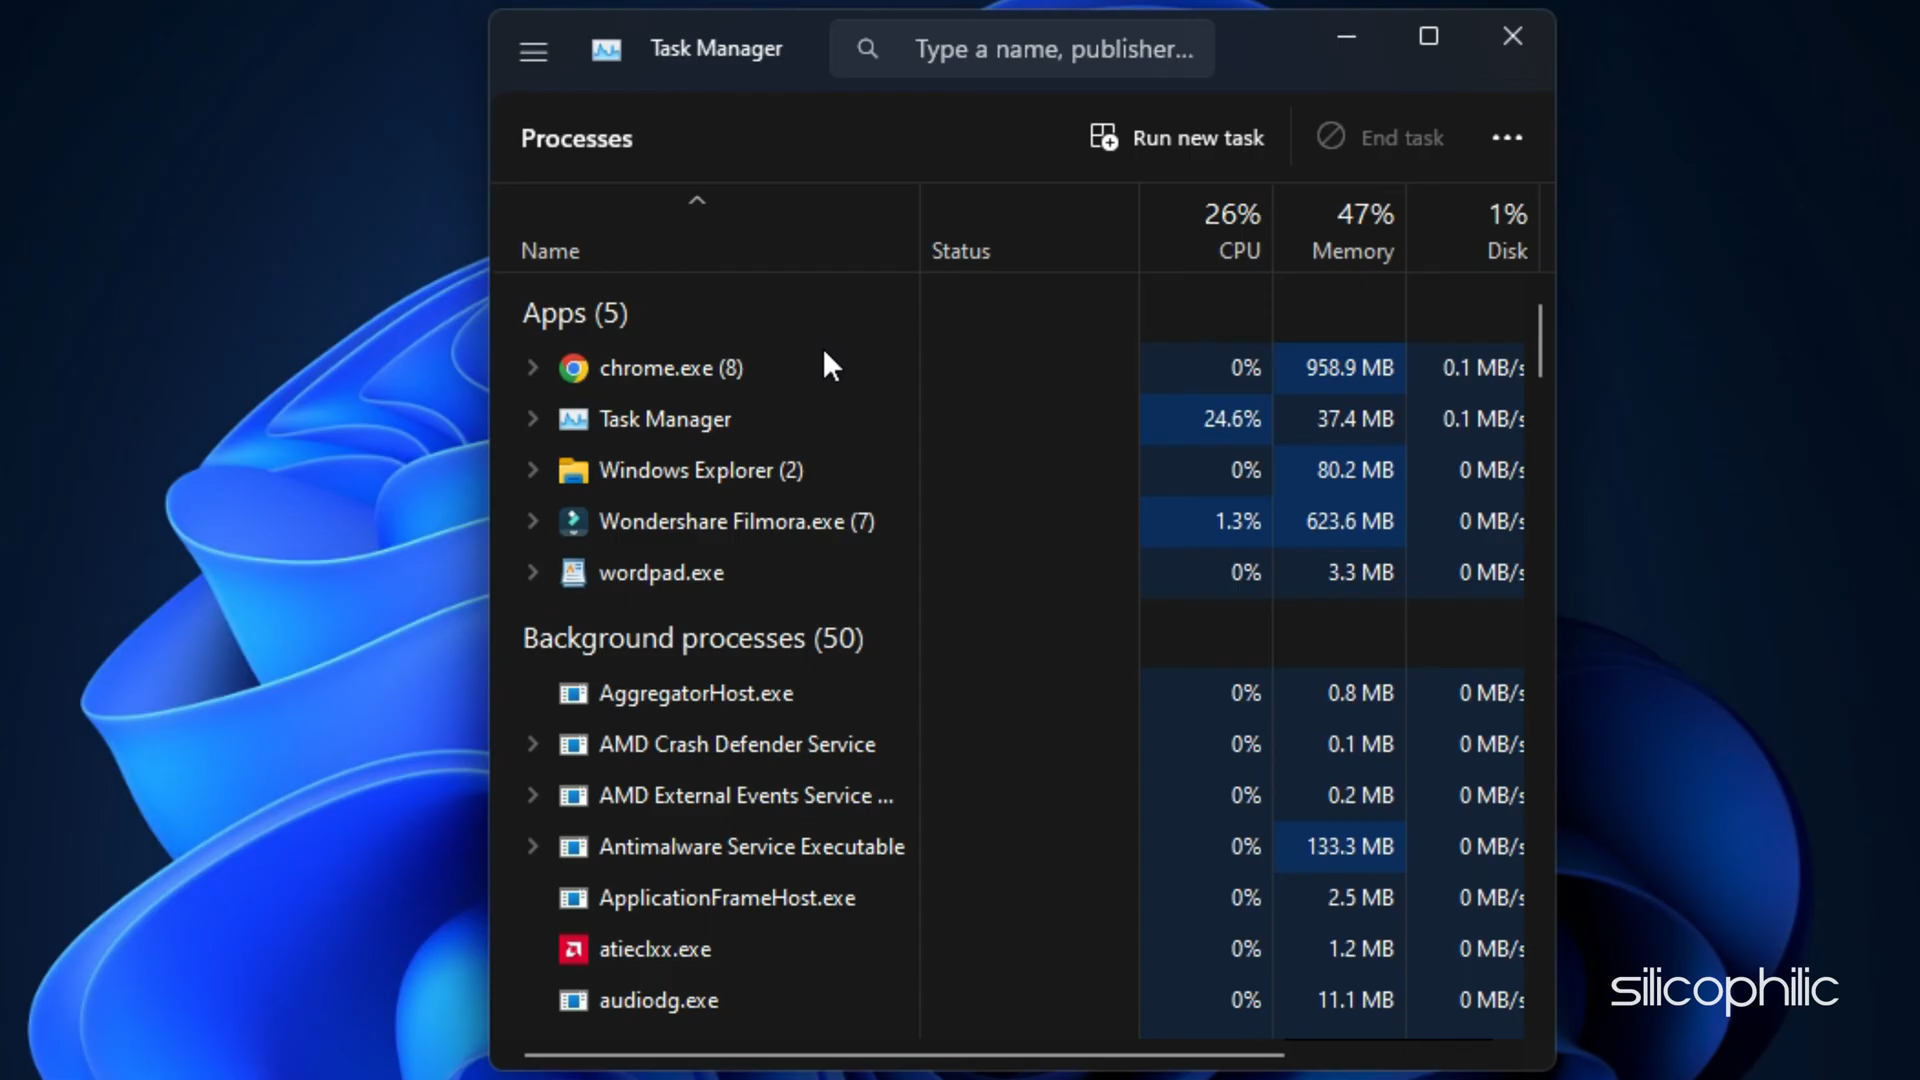 Task Manager
Type a name, publisher...
Processes
Run new task
End task
26% 47% 1%
Name Status CPU Memory Disk
Apps (5)
chrome.exe (8) 0% 958.9 MB 0.1 MB/s
Task Manager 24.6% 37.4 MB 0.1 MB/s
Windows Explorer (2) 0% 80.2 MB 0 MB/s
Wondershare Filmora.exe (7) 1.3% 623.6 MB 0 MB/s
wordpad.exe 0% 3.3 MB 0 MB/s
Background processes (50)
AggregatorHost.exe 0% 0.8 MB 0 MB/s
AMD Crash Defender Service 0% 0.1 MB 0 MB/s
AMD External Events Service ... 0% 0.2 MB 0 MB/s
Antimalware Service Executable 0% 133.3 MB 0 MB/s
ApplicationFrameHost.exe 0% 2.5 MB 0 MB/s
atieclxx.exe 0% 1.2 MB 0 MB/s
audiodg.exe 0% 11.1 MB 0 MB/s
silicophilic